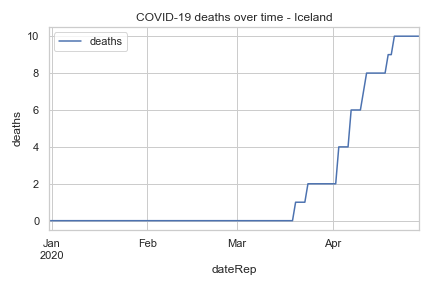 COVID-19 deaths over time - Iceland
deaths
10
8
6
4
2
0
deaths
Jan
2020
Feb
Mar
Apr
dateRep